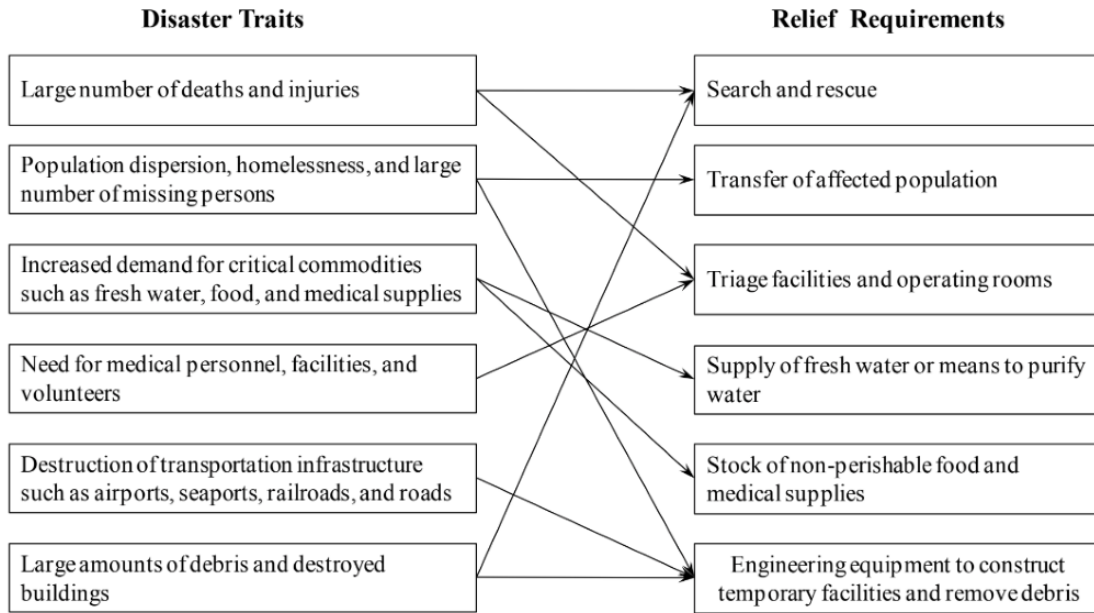 Disaster Traits
Relief Requirements
Large number of deaths and injuries
Search and rescue
Population dispersion, homelessness, and large
number of missing persons
Transfer of affected population
Increased demand for critical commodities
such as fresh water, food, and medical supplies
Triage facilities and operating rooms
Need for medical personnel, facilities, and
volunteers
Supply of fresh water or means to purify
water
Destruction of transportation infrastructure
such as airports, seaports, railroads, and roads
Stock of non-perishable food and
medical supplies
Large amounts of debris and destroyed
buildings
Engineering equipment to construct
temporary facilities and remove debris